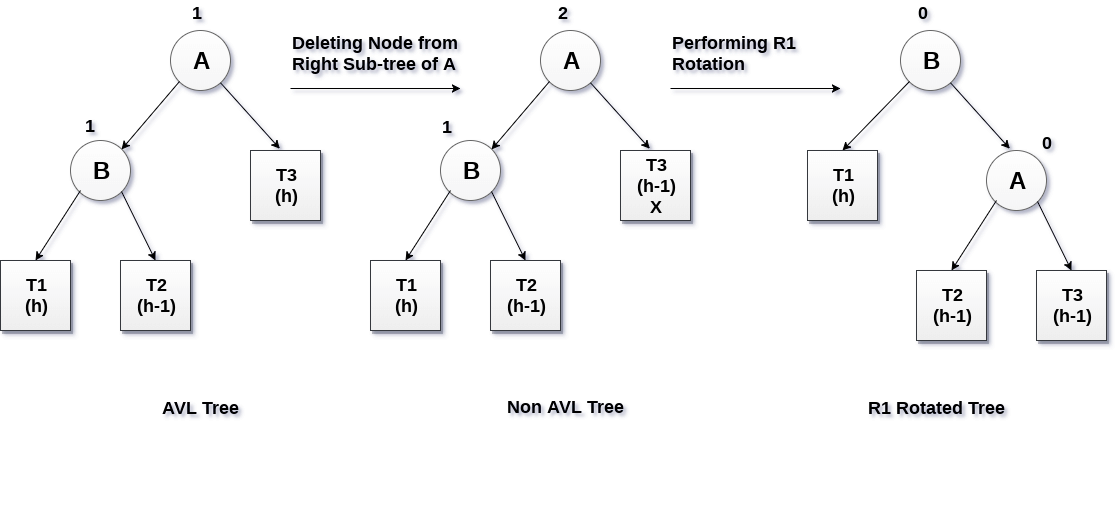 1
A
1
B
T3
(h)
T1
(h)
T2
(h-1)
AVL Tree
Deleting Node from
Right Sub-tree of A
2
A
1
B
T3
(h-1)
X
T1
(h)
T2
(h-1)
Non AVL Tree
Performing R1
Rotation
0
B
T1
(h)
0
A
T2
(h-1)
T3
(h-1)
R1 Rotated Tree